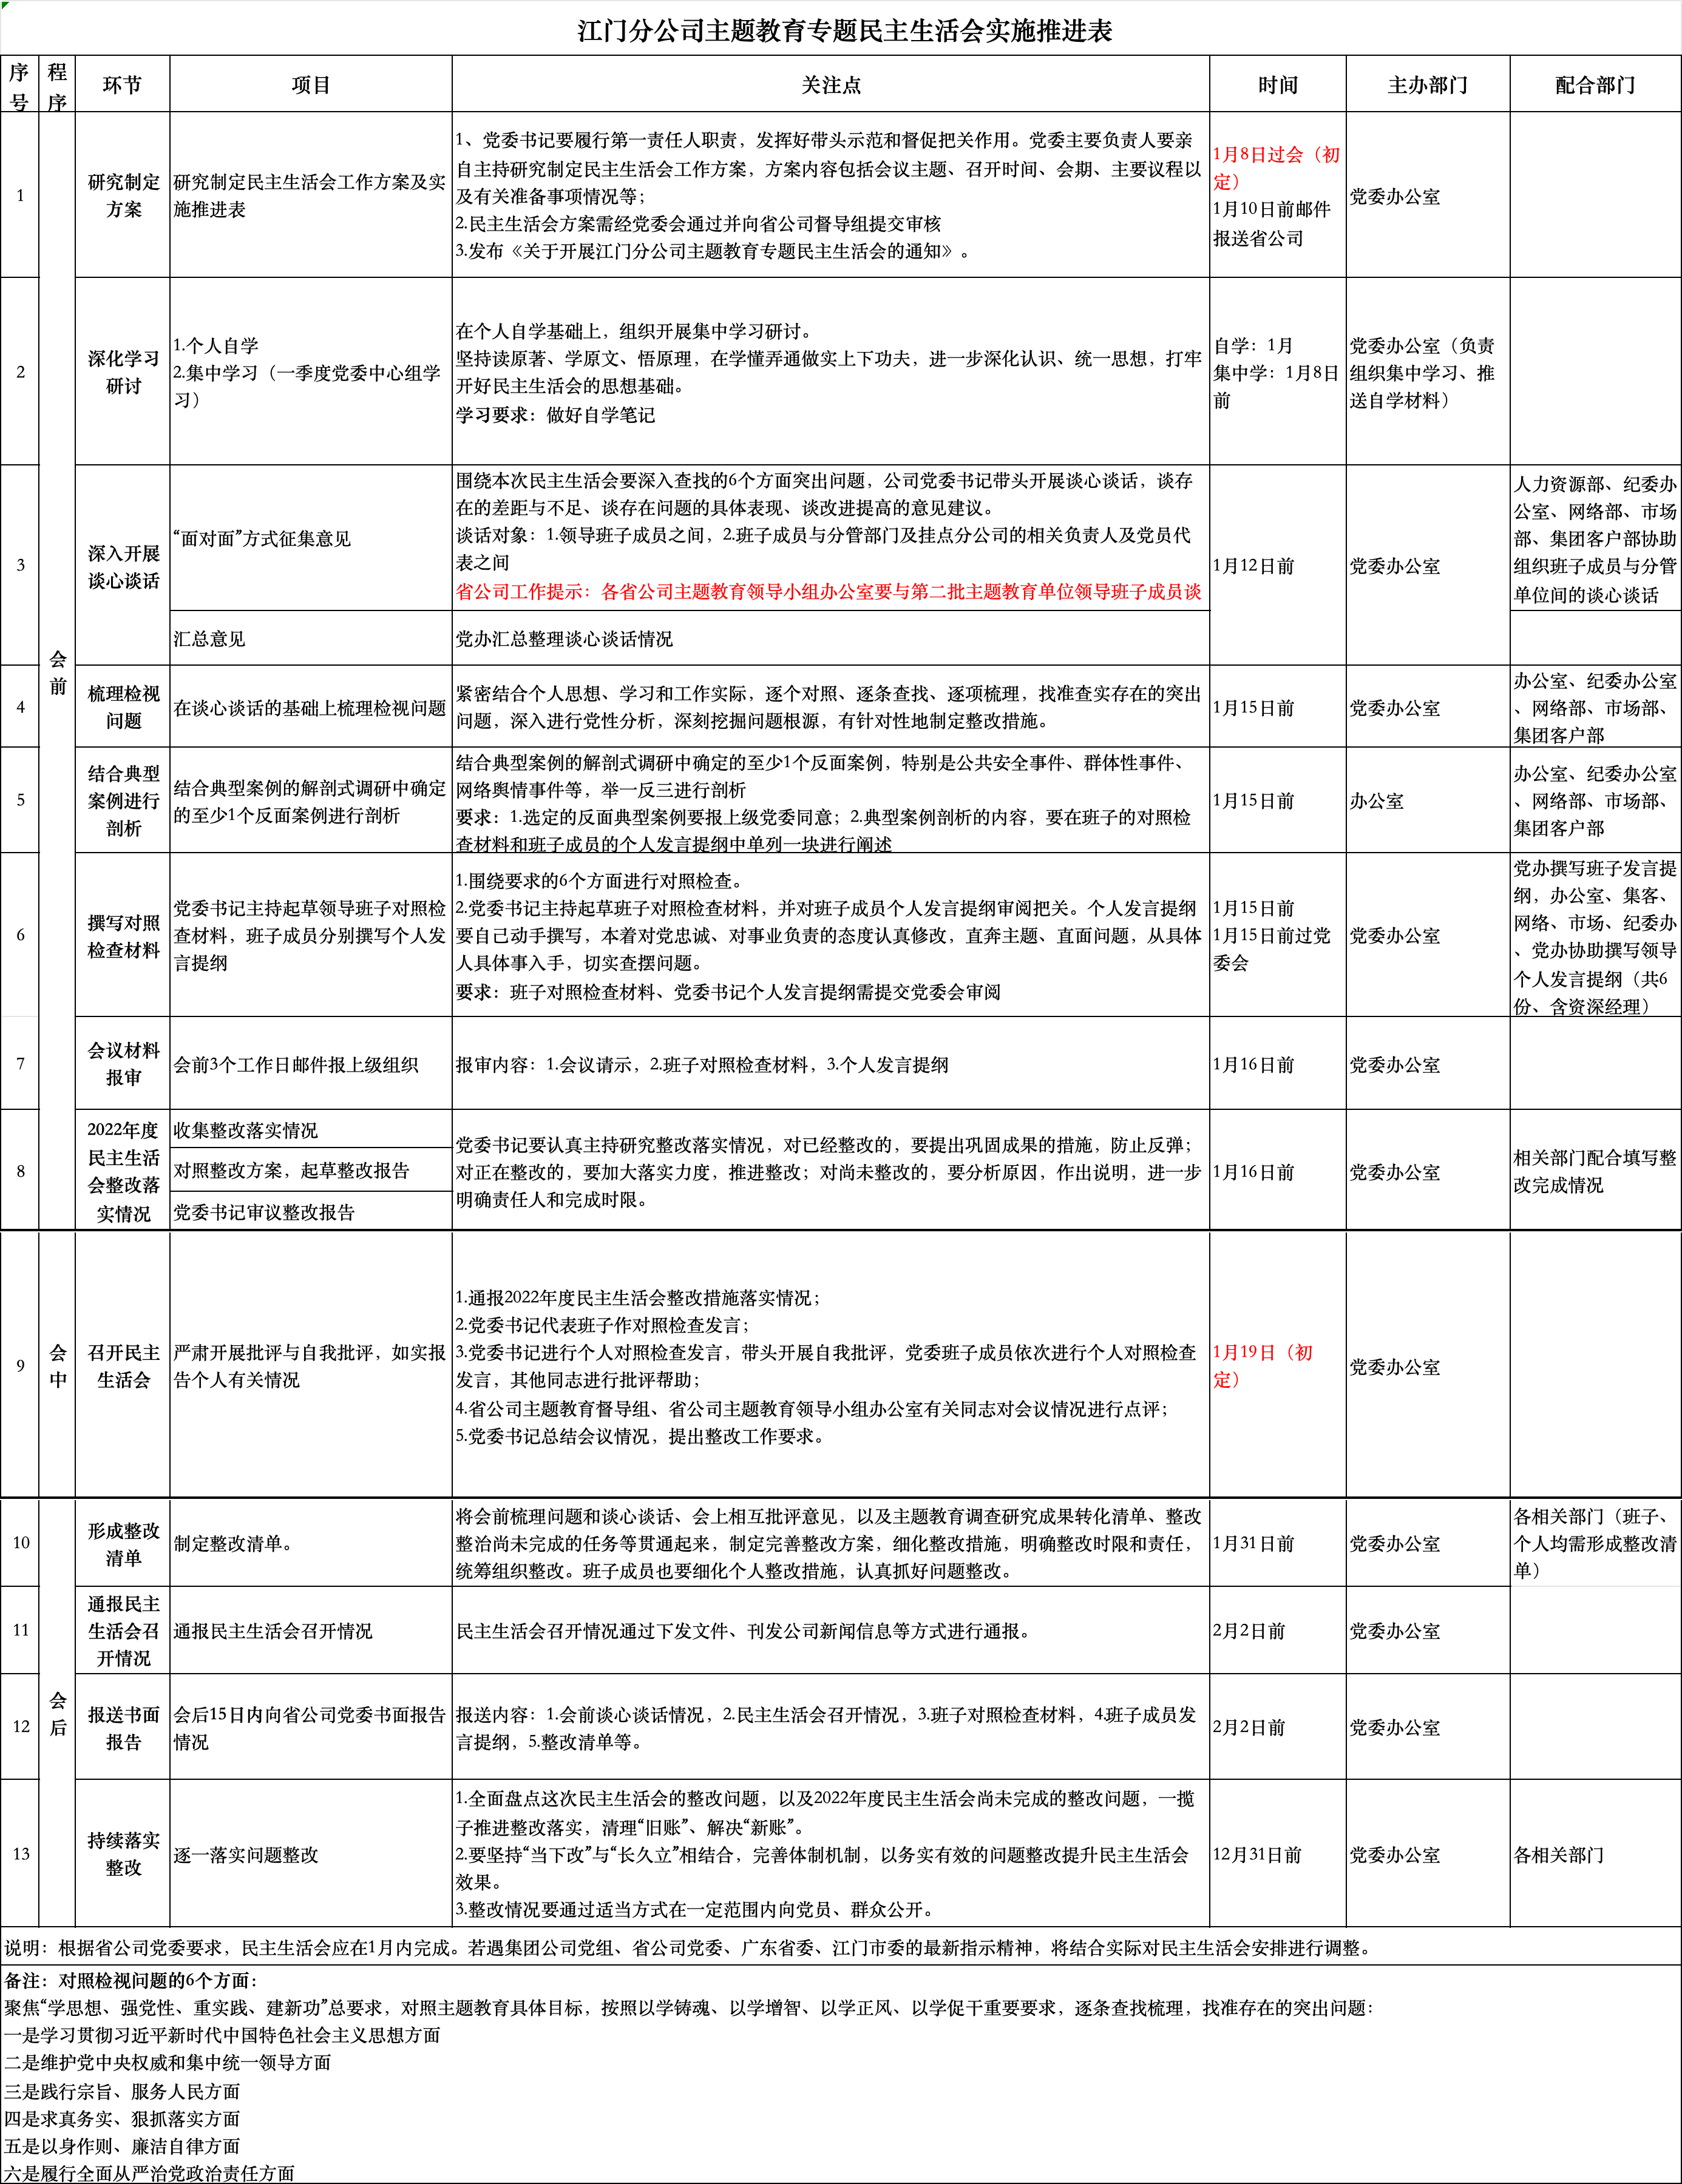 江门分公司主题教育专题民主生活会实施推进表
序号 程序 环节 项目 关注点 时间 主办部门 配合部门
会前
1
研究制定
方案
研究制定民主生活会工作方案及实
施推进表
1、党委书记要履行第一责任人职责，发挥好带头示范和督促把关作用。党委主要负责人要亲
自主持研究制定民主生活会工作方案，方案内容包括会议主题、召开时间、会期、主要议程以
及有关准备事项情况等；
2.民主生活会方案需经党委会通过并向省公司督导组提交审核
3.发布《关于开展江门分公司主题教育专题民主生活会的通知》。
1月8日过会（初
定）
1月10日前邮件
报送省公司
党委办公室
2
深化学习
研讨
1.个人自学
2.集中学习（一季度党委中心组学
习）
在个人自学基础上，组织开展集中学习研讨。
坚持读原著、学原文、悟原理，在学懂弄通做实上下功夫，进一步深化认识、统一思想，打牢
开好民主生活会的思想基础。
学习要求：做好自学笔记
自学：1月
集中学：1月8日
前
党委办公室（负责
组织集中学习、推
送自学材料）
3
深入开展
谈心谈话
“面对面”方式征集意见
围绕本次民主生活会要深入查找的6个方面突出问题，公司党委书记带头开展谈心谈话，谈存
在的差距与不足、谈存在问题的具体表现、谈改进提高的意见建议。
谈话对象：1.领导班子成员之间，2.班子成员与分管部门及挂点分公司的相关负责人及党员代
表之间
省公司工作提示：各省公司主题教育领导小组办公室要与第二批主题教育单位领导班子成员谈
1月12日前
党委办公室
人力资源部、纪委办
公室、网络部、市场
部、集团客户部协助
组织班子成员与分管
单位间的谈心谈话
汇总意见
党办汇总整理谈心谈话情况
4
梳理检视
问题
在谈心谈话的基础上梳理检视问题
紧密结合个人思想、学习和工作实际，逐个对照、逐条查找、逐项梳理，找准查实存在的突出
问题，深入进行党性分析，深刻挖掘问题根源，有针对性地制定整改措施。
1月15日前
党委办公室
办公室、纪委办公室
、网络部、市场部、
集团客户部
5
结合典型
案例进行
剖析
结合典型案例的解剖式调研中确定
的至少1个反面案例进行剖析
结合典型案例的解剖式调研中确定的至少1个反面案例，特别是公共安全事件、群体性事件、
网络舆情事件等，举一反三进行剖析
要求：1.选定的反面典型案例要报上级党委同意；2.典型案例剖析的内容，要在班子的对照检
查材料和班子成员的个人发言提纲中单列一块进行阐述
1月15日前
办公室
办公室、纪委办公室
、网络部、市场部、
集团客户部
6
撰写对照
检查材料
党委书记主持起草领导班子对照检
查材料，班子成员分别撰写个人发
言提纲
1.围绕要求的6个方面进行对照检查。
2.党委书记主持起草班子对照检查材料，并对班子成员个人发言提纲审阅把关。个人发言提纲
要自己动手撰写，本着对党忠诚、对事业负责的态度认真修改，直奔主题、直面问题，从具体
人具体事入手，切实查摆问题。
要求：班子对照检查材料、党委书记个人发言提纲需提交党委会审阅
1月15日前
1月15日前过党
委会
党委办公室
党办撰写班子发言提
纲，办公室、集客、
网络、市场、纪委办
、党办协助撰写领导
个人发言提纲（共6
份、含资深经理）
7
会议材料
报审
会前3个工作日邮件报上级组织
报审内容：1.会议请示，2.班子对照检查材料，3.个人发言提纲
1月16日前
党委办公室
8
2022年度
民主生活
会整改落
实情况
收集整改落实情况
对照整改方案，起草整改报告
党委书记审议整改报告
党委书记要认真主持研究整改落实情况，对已经整改的，要提出巩固成果的措施，防止反弹；
对正在整改的，要加大落实力度，推进整改；对尚未整改的，要分析原因，作出说明，进一步
明确责任人和完成时限。
1月16日前
党委办公室
相关部门配合填写整
改完成情况
9
会中
召开民主
生活会
严肃开展批评与自我批评，如实报
告个人有关情况
1.通报2022年度民主生活会整改措施落实情况；
2.党委书记代表班子作对照检查发言；
3.党委书记进行个人对照检查发言，带头开展自我批评，党委班子成员依次进行个人对照检查
发言，其他同志进行批评帮助；
4.省公司主题教育督导组、省公司主题教育领导小组办公室有关同志对会议情况进行点评；
5.党委书记总结会议情况，提出整改工作要求。
1月19日（初
定）
党委办公室
会后
10
形成整改
清单
制定整改清单。
将会前梳理问题和谈心谈话、会上相互批评意见，以及主题教育调查研究成果转化清单、整改
整治尚未完成的任务等贯通起来，制定完善整改方案，细化整改措施，明确整改时限和责任，
统筹组织整改。班子成员也要细化个人整改措施，认真抓好问题整改。
1月31日前
党委办公室
各相关部门（班子、
个人均需形成整改清
单）
11
通报民主
生活会召
开情况
通报民主生活会召开情况
民主生活会召开情况通过下发文件、刊发公司新闻信息等方式进行通报。
2月2日前
党委办公室
12
报送书面
报告
会后15日内向省公司党委书面报告
情况
报送内容：1.会前谈心谈话情况，2.民主生活会召开情况，3.班子对照检查材料，4.班子成员发
言提纲，5.整改清单等。
2月2日前
党委办公室
13
持续落实
整改
逐一落实问题整改
1.全面盘点这次民主生活会的整改问题，以及2022年度民主生活会尚未完成的整改问题，一揽
子推进整改落实，清理“旧账”、解决“新账”。
2.要坚持“当下改”与“长久立”相结合，完善体制机制，以务实有效的问题整改提升民主生活会
效果。
3.整改情况要通过适当方式在一定范围内向党员、群众公开。
12月31日前
党委办公室
各相关部门
说明：根据省公司党委要求，民主生活会应在1月内完成。若遇集团公司党组、省公司党委、广东省委、江门市委的最新指示精神，将结合实际对民主生活会安排进行调整。
备注：对照检视问题的6个方面：
聚焦“学思想、强党性、重实践、建新功”总要求，对照主题教育具体目标，按照以学铸魂、以学增智、以学正风、以学促干重要要求，逐条查找梳理，找准存在的突出问题：
一是学习贯彻习近平新时代中国特色社会主义思想方面
二是维护党中央权威和集中统一领导方面
三是践行宗旨、服务人民方面
四是求真务实、狠抓落实方面
五是以身作则、廉洁自律方面
六是履行全面从严治党政治责任方面